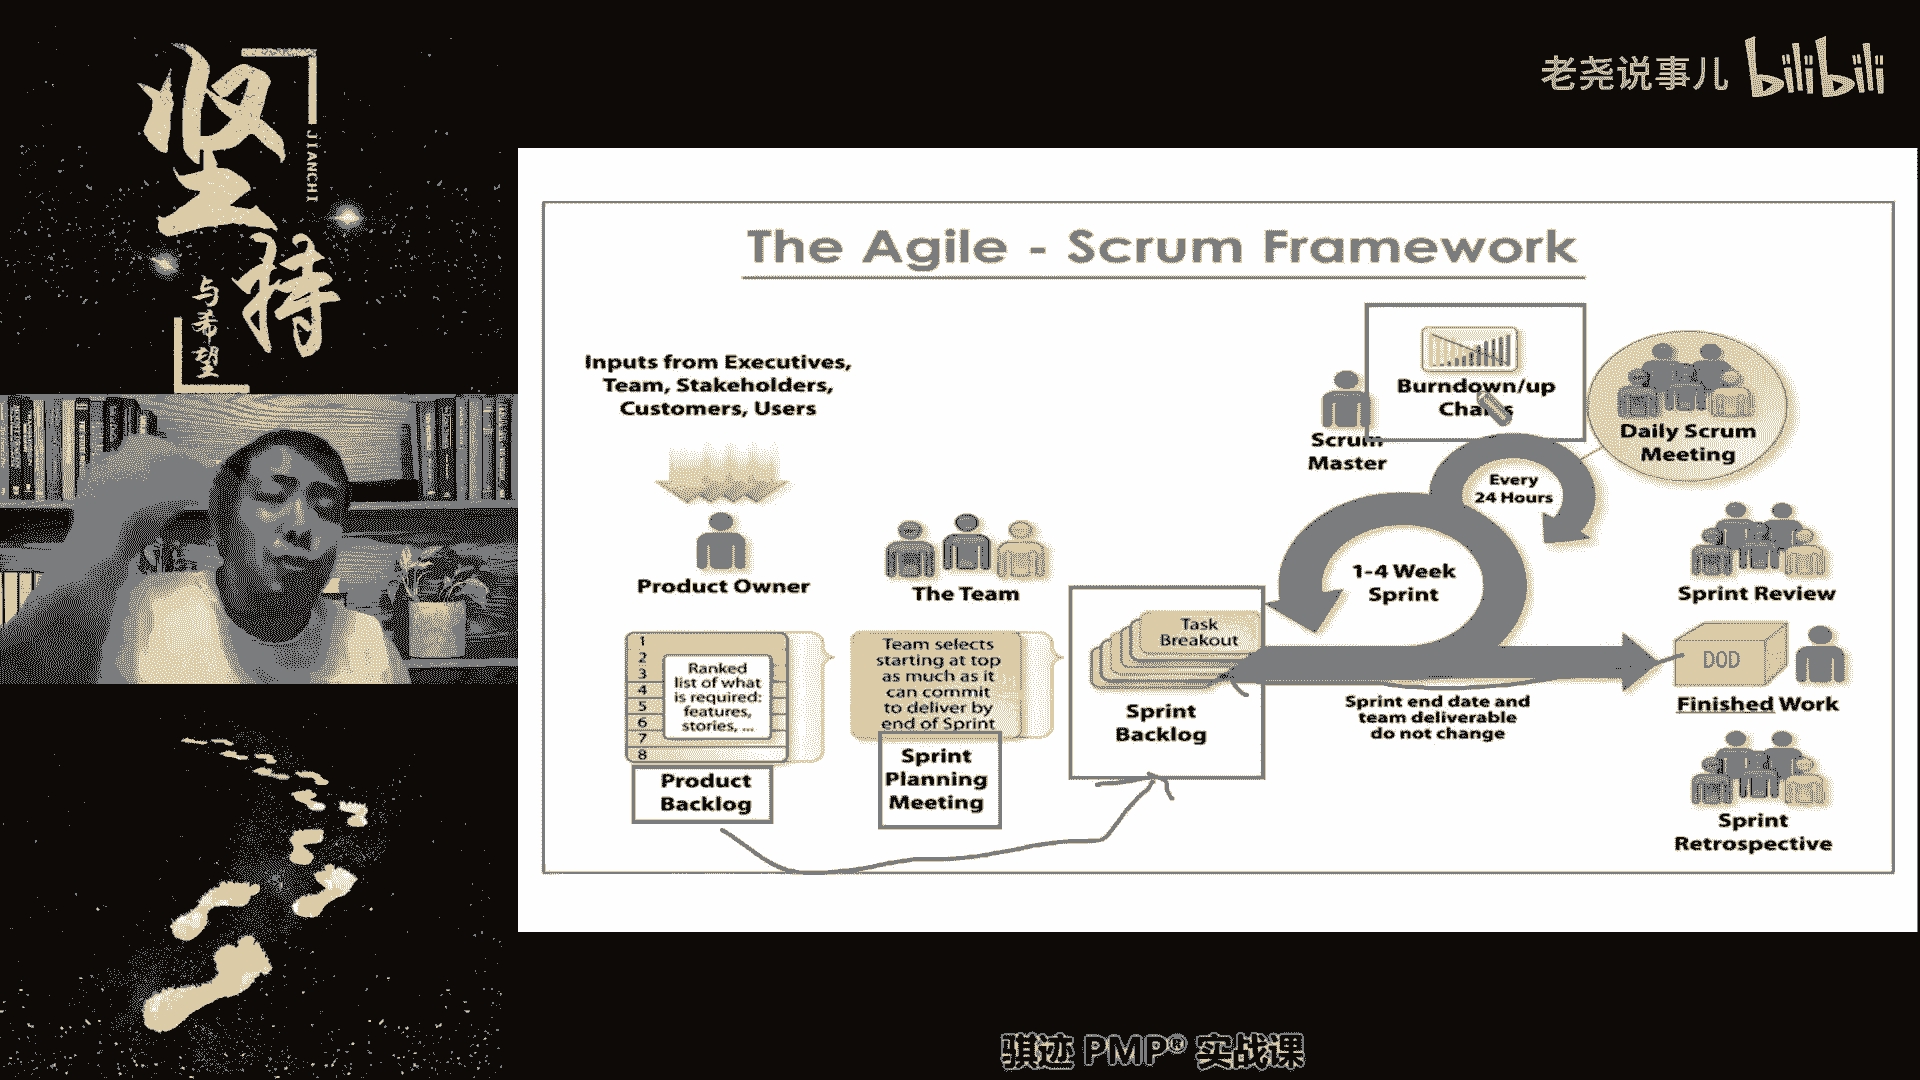 坚持
JIANCHI
与希望
老尧说事儿 bilibili
The Agile - Scrum Framework
Inputs from Executives,
Team, Stakeholders,
Customers, Users
Product Owner
The Team
1
2
3
4
5
6
7
8
Ranked
list of what
is required:
features,
stories, ...
Product
Backlog
Team selects
starting at top
as much as it
can commit
to deliver by
end of Sprint
Sprint
Planning
Meeting
Task
Breakout
Sprint
Backlog
Scrum
Master
Burndown/up
Charts
Every
24 Hours
1-4 Week
Sprint
Daily Scrum
Meeting
Sprint end date and
team deliverable
do not change
Sprint Review
DOD
Finished Work
Sprint
Retrospective
骐迹 PMP® 实战课